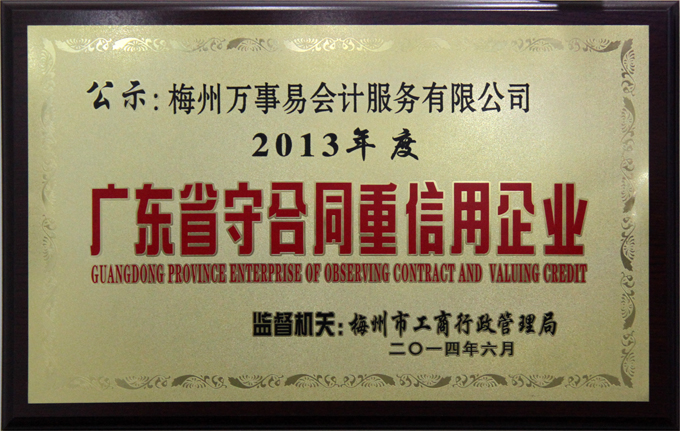 公示:梅州万事易会计服务有限公司
2013年度
广东省守合同重信用企业
GUANGDONG PROVINCE ENTERPRISE OF OBSERVING CONTRACT AND VALUING CREDIT
监督机关:梅州市工商行政管理局
二〇一四年六月